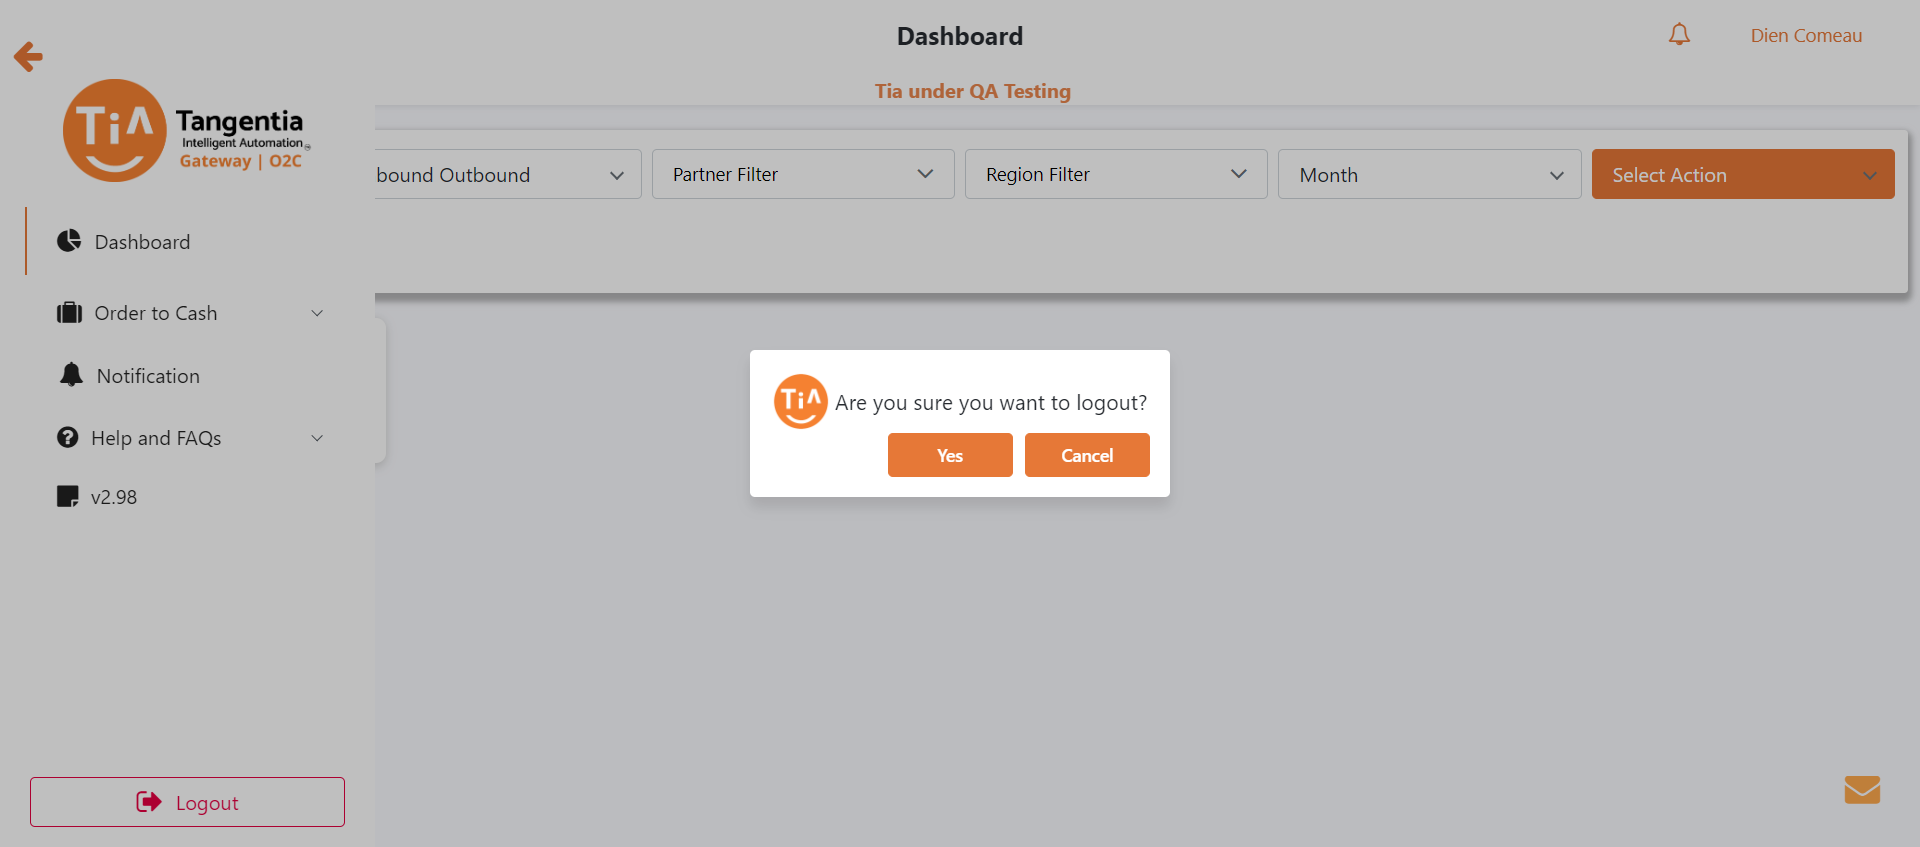 Dashboard
Dien Comeau
Tia under QA Testing
TiA
Tangentia
Intelligent Automation
Gateway | O2C
bound Outbound
Partner Filter
Region Filter
Month
Select Action
Dashboard
Order to Cash
Notification
Help and FAQs
v2.98
TiA
Are you sure you want to logout?
Yes
Cancel
Logout